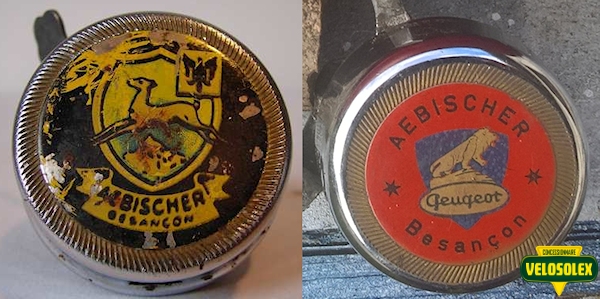 AEBISCHER
BESANÇON
AEBISCHER
Peugeot
Besançon
CONCESSIONNAIRE
VELOSOLEX